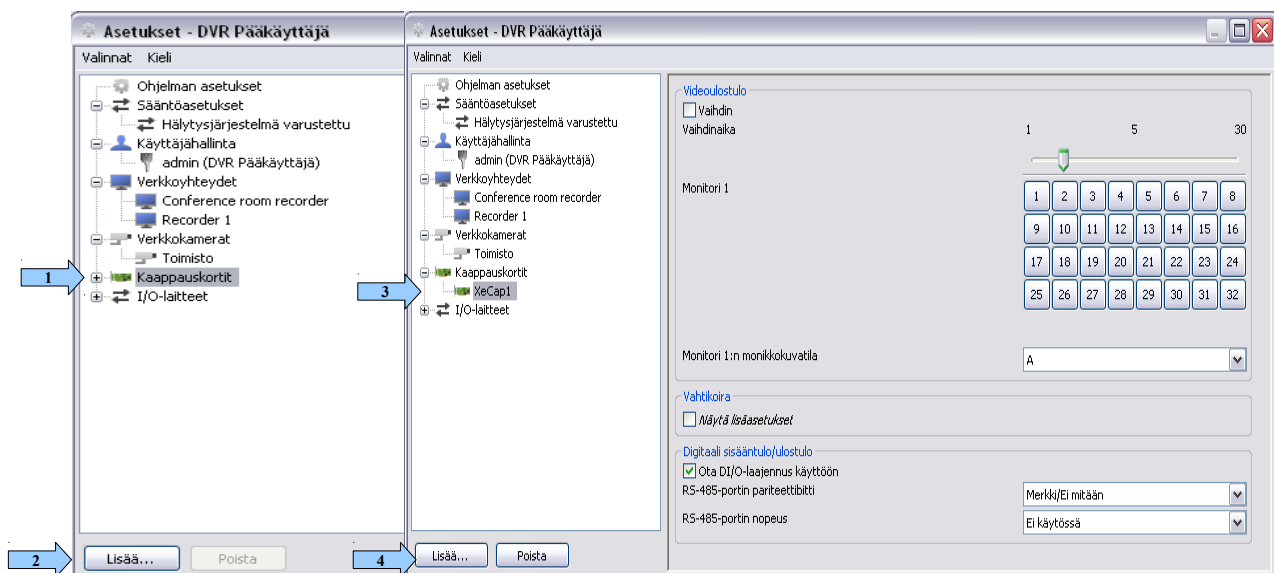 Asetukset - DVR Pääkäyttäjä
Valinnat Kieli
Ohjelman asetukset
Sääntöasetukset
Hälytysjärjestelmä varustettu
Käyttäjähallinta
admin (DVR Pääkäyttäjä)
Verkkoyhteydet
Conference room recorder
Recorder 1
Verkkokamerat
Toimisto
1
Kaappauskortit
I/O-laitteet
2
Lisää...
Poista
Asetukset - DVR Pääkäyttäjä
Valinnat Kieli
Ohjelman asetukset
Sääntöasetukset
Hälytysjärjestelmä varustettu
Käyttäjähallinta
admin (DVR Pääkäyttäjä)
Verkkoyhteydet
Conference room recorder
Recorder 1
Verkkokamerat
Toimisto
Kaappauskortit
3
XeCap1
I/O-laitteet
4
Lisää...
Poista
Videoulostulo
Vaihdin
Vaihdinaika
1 5 30
Monitori 1
1 2 3 4 5 6 7 8
9 10 11 12 13 14 15 16
17 18 19 20 21 22 23 24
25 26 27 28 29 30 31 32
Monitori 1:n monikkokuvatila
A
Vahtikoira
Näytä lisäasetukset
Digitaali sisääntulo/ulostulo
Ota DI/O-laajennus käyttöön
RS-485-portin pariteettibitti
Merkki/Ei mitään
RS-485-portin nopeus
Ei käytössä